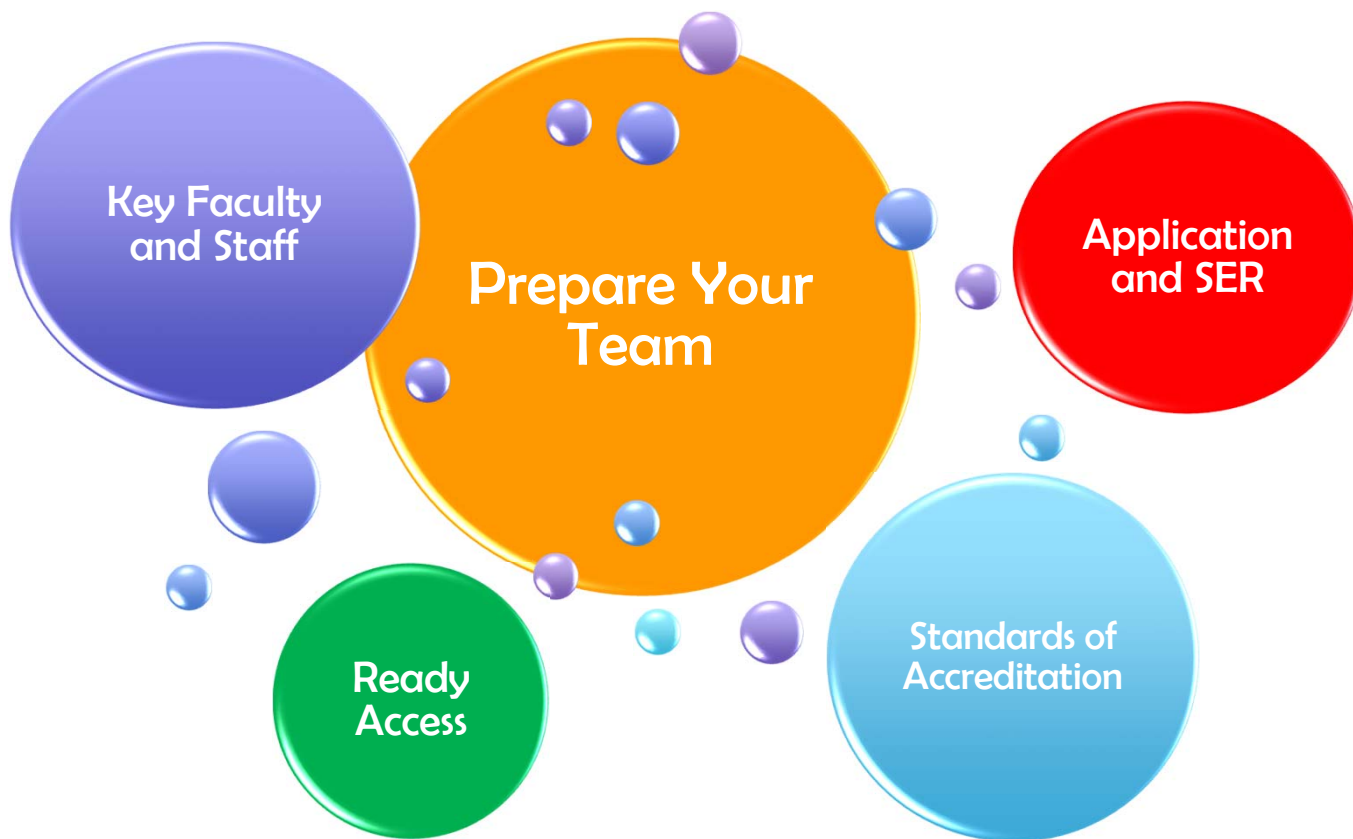 Key Faculty
and Staff
Prepare Your
Team
Application
and SER
Ready
Access
Standards of
Accreditation